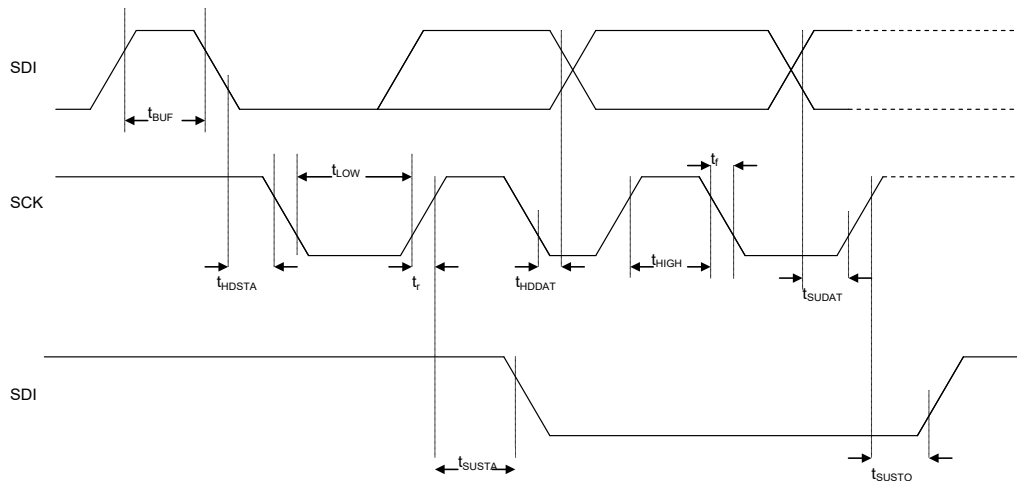 SDI
tBUF
tLOW
tf
SCK
tHDSTA
tr
tHDDAT
tHIGH
tSUDAT
SDI
tSUSTA
tSUSTO